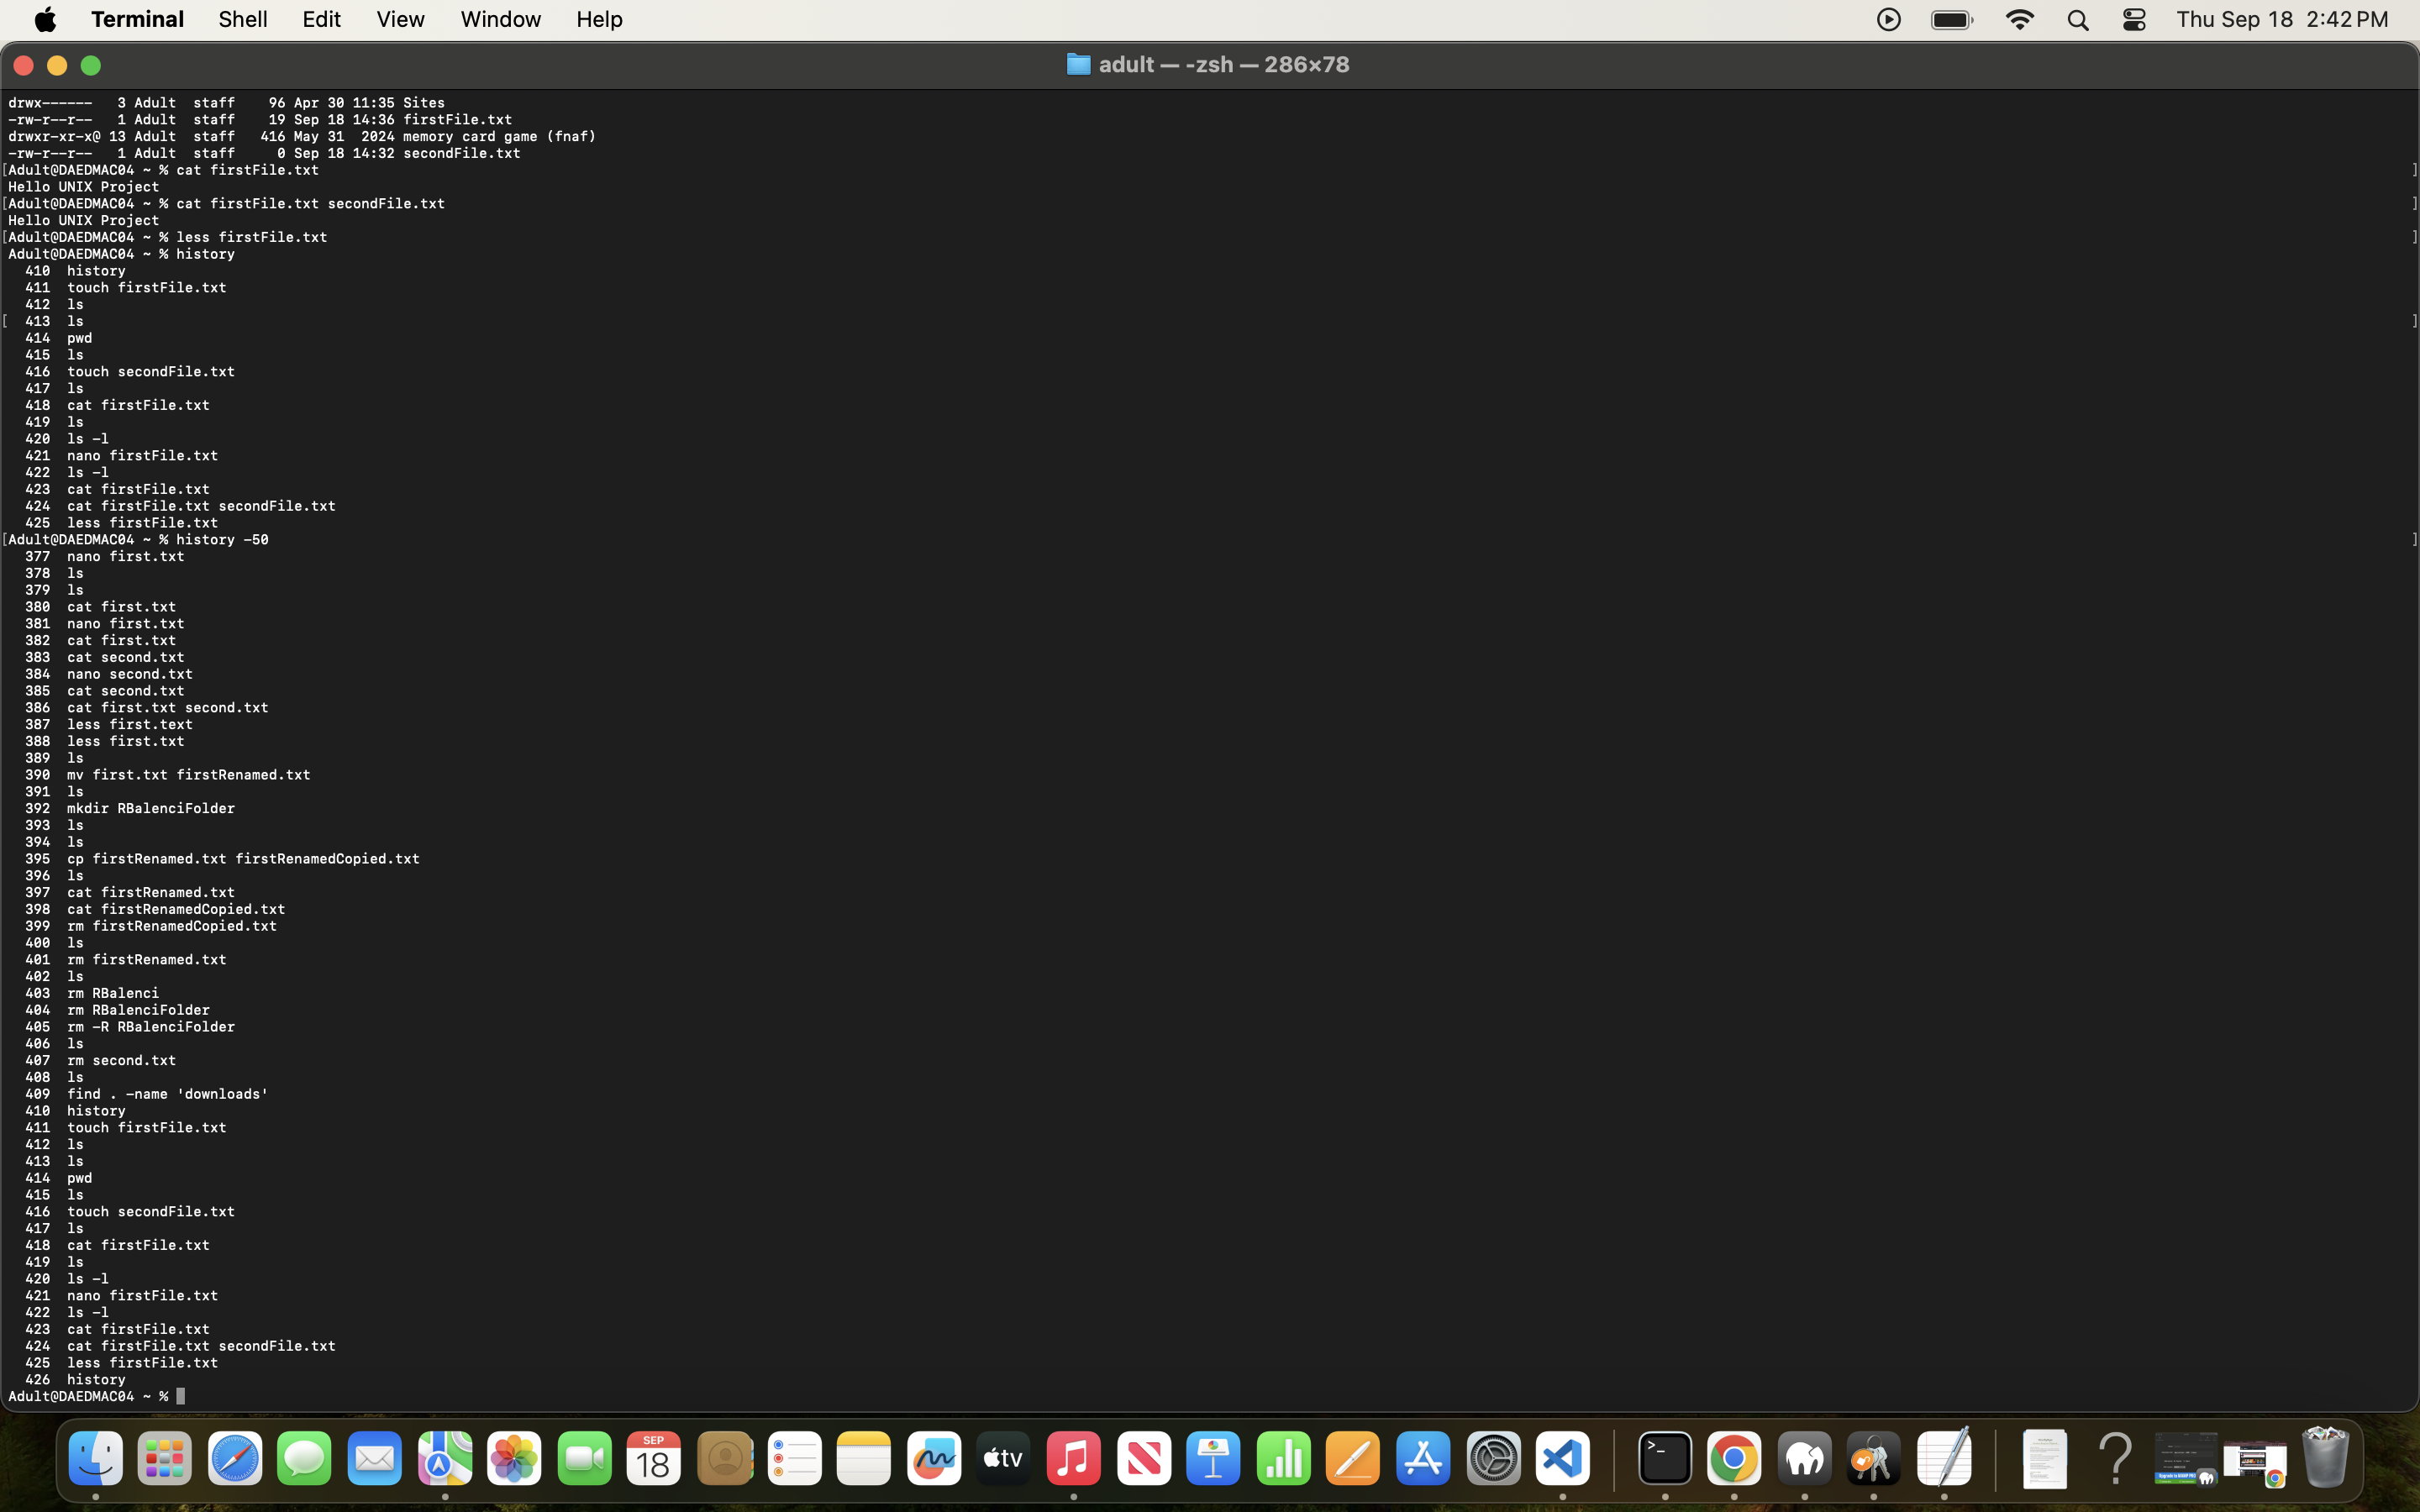 Terminal Shell Edit View Window Help Thu Sep 18 2:42 PM
adult — -zsh — 286×78
drwx------   3 Adult  staff    96 Apr 30 11:35 Sites
-rw-r--r--   1 Adult  staff    19 Sep 18 14:36 firstFile.txt
drwxr-xr-x@ 13 Adult  staff   416 May 31  2024 memory card game (fnaf)
-rw-r--r--   1 Adult  staff     0 Sep 18 14:32 secondFile.txt
[Adult@DAEDMAC04 ~ % cat firstFile.txt ]
Hello UNIX Project
[Adult@DAEDMAC04 ~ % cat firstFile.txt secondFile.txt ]
Hello UNIX Project
[Adult@DAEDMAC04 ~ % less firstFile.txt ]
Adult@DAEDMAC04 ~ % history
410  history
411  touch firstFile.txt
412  ls
[ 413  ls ]
414  pwd
415  ls
416  touch secondFile.txt
417  ls
418  cat firstFile.txt
419  ls
420  ls -l
421  nano firstFile.txt
422  ls -l
423  cat firstFile.txt
424  cat firstFile.txt secondFile.txt
425  less firstFile.txt
[Adult@DAEDMAC04 ~ % history -50 ]
377  nano first.txt
378  ls
379  ls
380  cat first.txt
381  nano first.txt
382  cat first.txt
383  cat second.txt
384  nano second.txt
385  cat second.txt
386  cat first.txt second.txt
387  less first.text
388  less first.txt
389  ls
390  mv first.txt firstRenamed.txt
391  ls
392  mkdir RBalenciFolder
393  ls
394  ls
395  cp firstRenamed.txt firstRenamedCopied.txt
396  ls
397  cat firstRenamed.txt
398  cat firstRenamedCopied.txt
399  rm firstRenamedCopied.txt
400  ls
401  rm firstRenamed.txt
402  ls
403  rm RBalenci
404  rm RBalenciFolder
405  rm -R RBalenciFolder
406  ls
407  rm second.txt
408  ls
409  find . -name 'downloads'
410  history
411  touch firstFile.txt
412  ls
413  ls
414  pwd
415  ls
416  touch secondFile.txt
417  ls
418  cat firstFile.txt
419  ls
420  ls -l
421  nano firstFile.txt
422  ls -l
423  cat firstFile.txt
424  cat firstFile.txt secondFile.txt
425  less firstFile.txt
426  history
Adult@DAEDMAC04 ~ %
SEP
18
tv